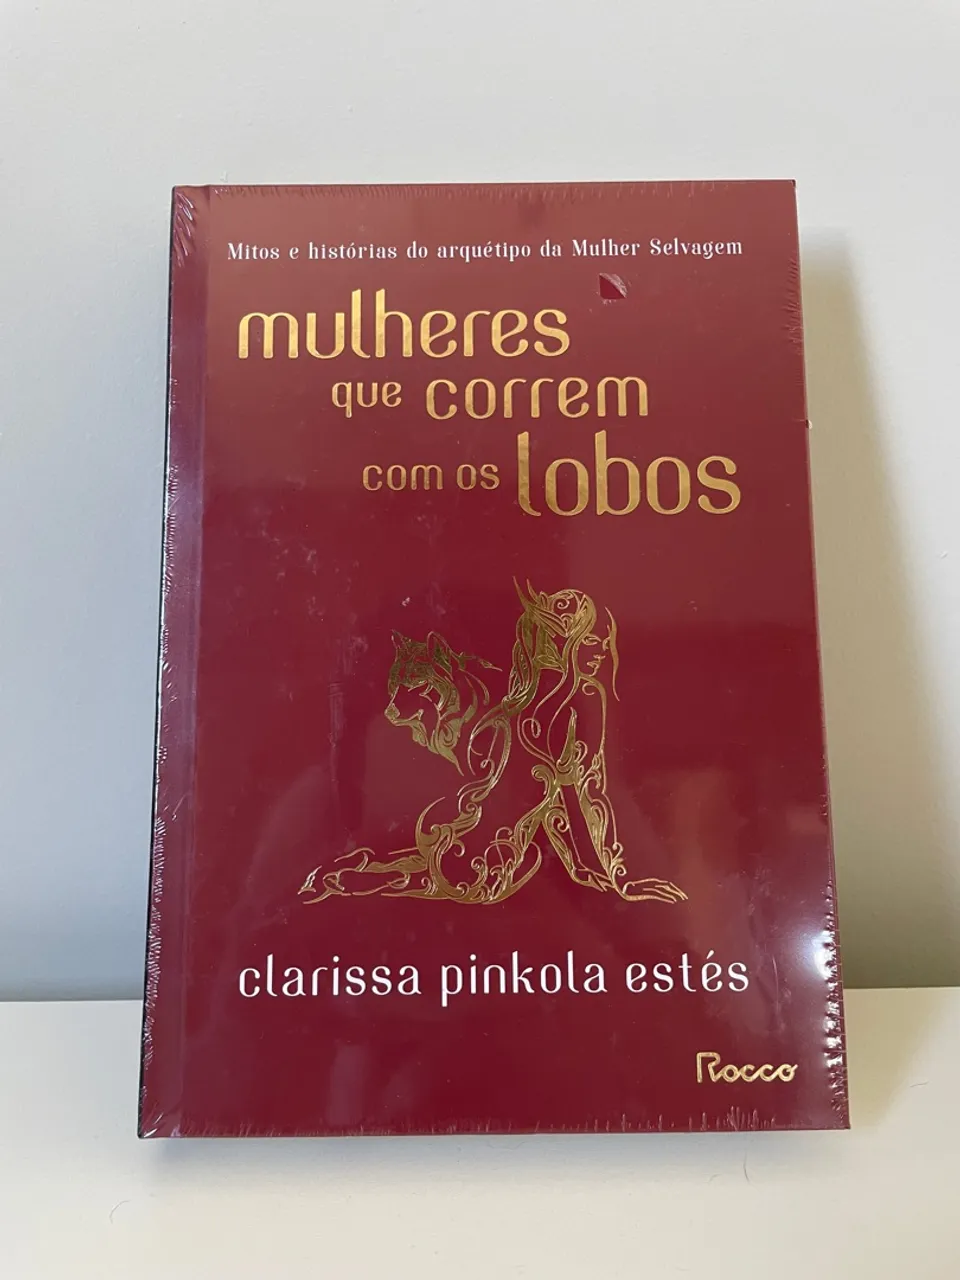 Mitos e histórias do arquétipo da Mulher Selvagem
mulheres
que correm
com os lobos
clarissa pinkola estés
Rocco